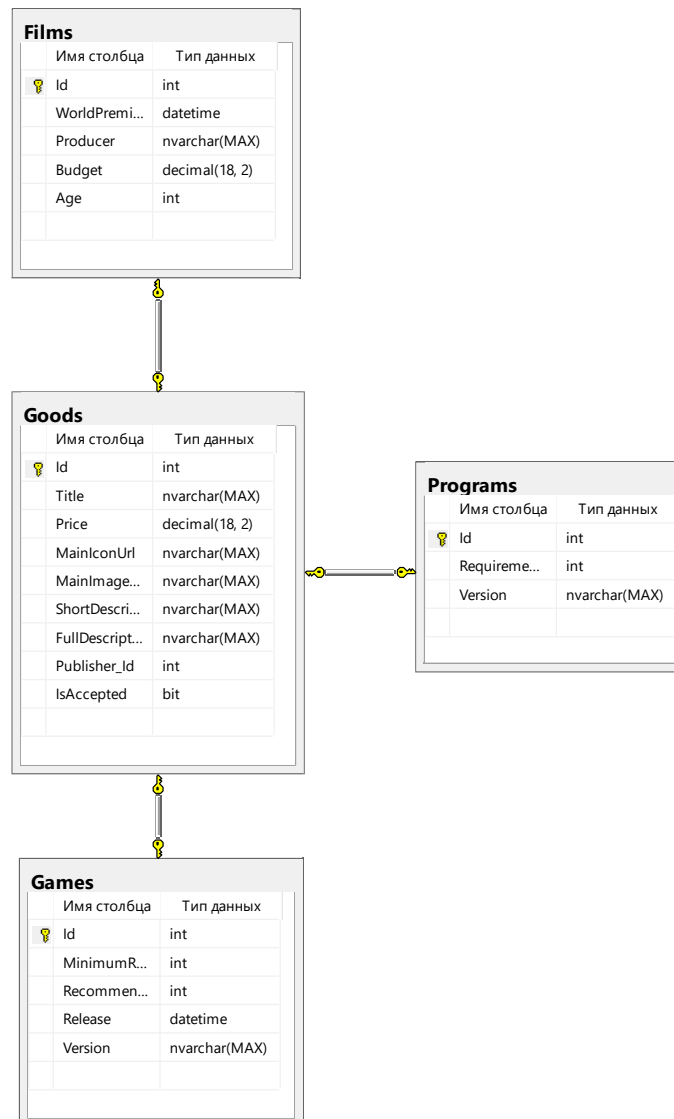 Films
Имя столбца Тип данных
Id int
WorldPremi... datetime
Producer nvarchar(MAX)
Budget decimal(18, 2)
Age int
Goods
Имя столбца Тип данных
Id int
Title nvarchar(MAX)
Price decimal(18, 2)
MainIconUrl nvarchar(MAX)
MainImage... nvarchar(MAX)
ShortDescri... nvarchar(MAX)
FullDescript... nvarchar(MAX)
Publisher_Id int
IsAccepted bit
Programs
Имя столбца Тип данных
Id int
Requireme... int
Version nvarchar(MAX)
Games
Имя столбца Тип данных
Id int
MinimumR... int
Recommen... int
Release datetime
Version nvarchar(MAX)